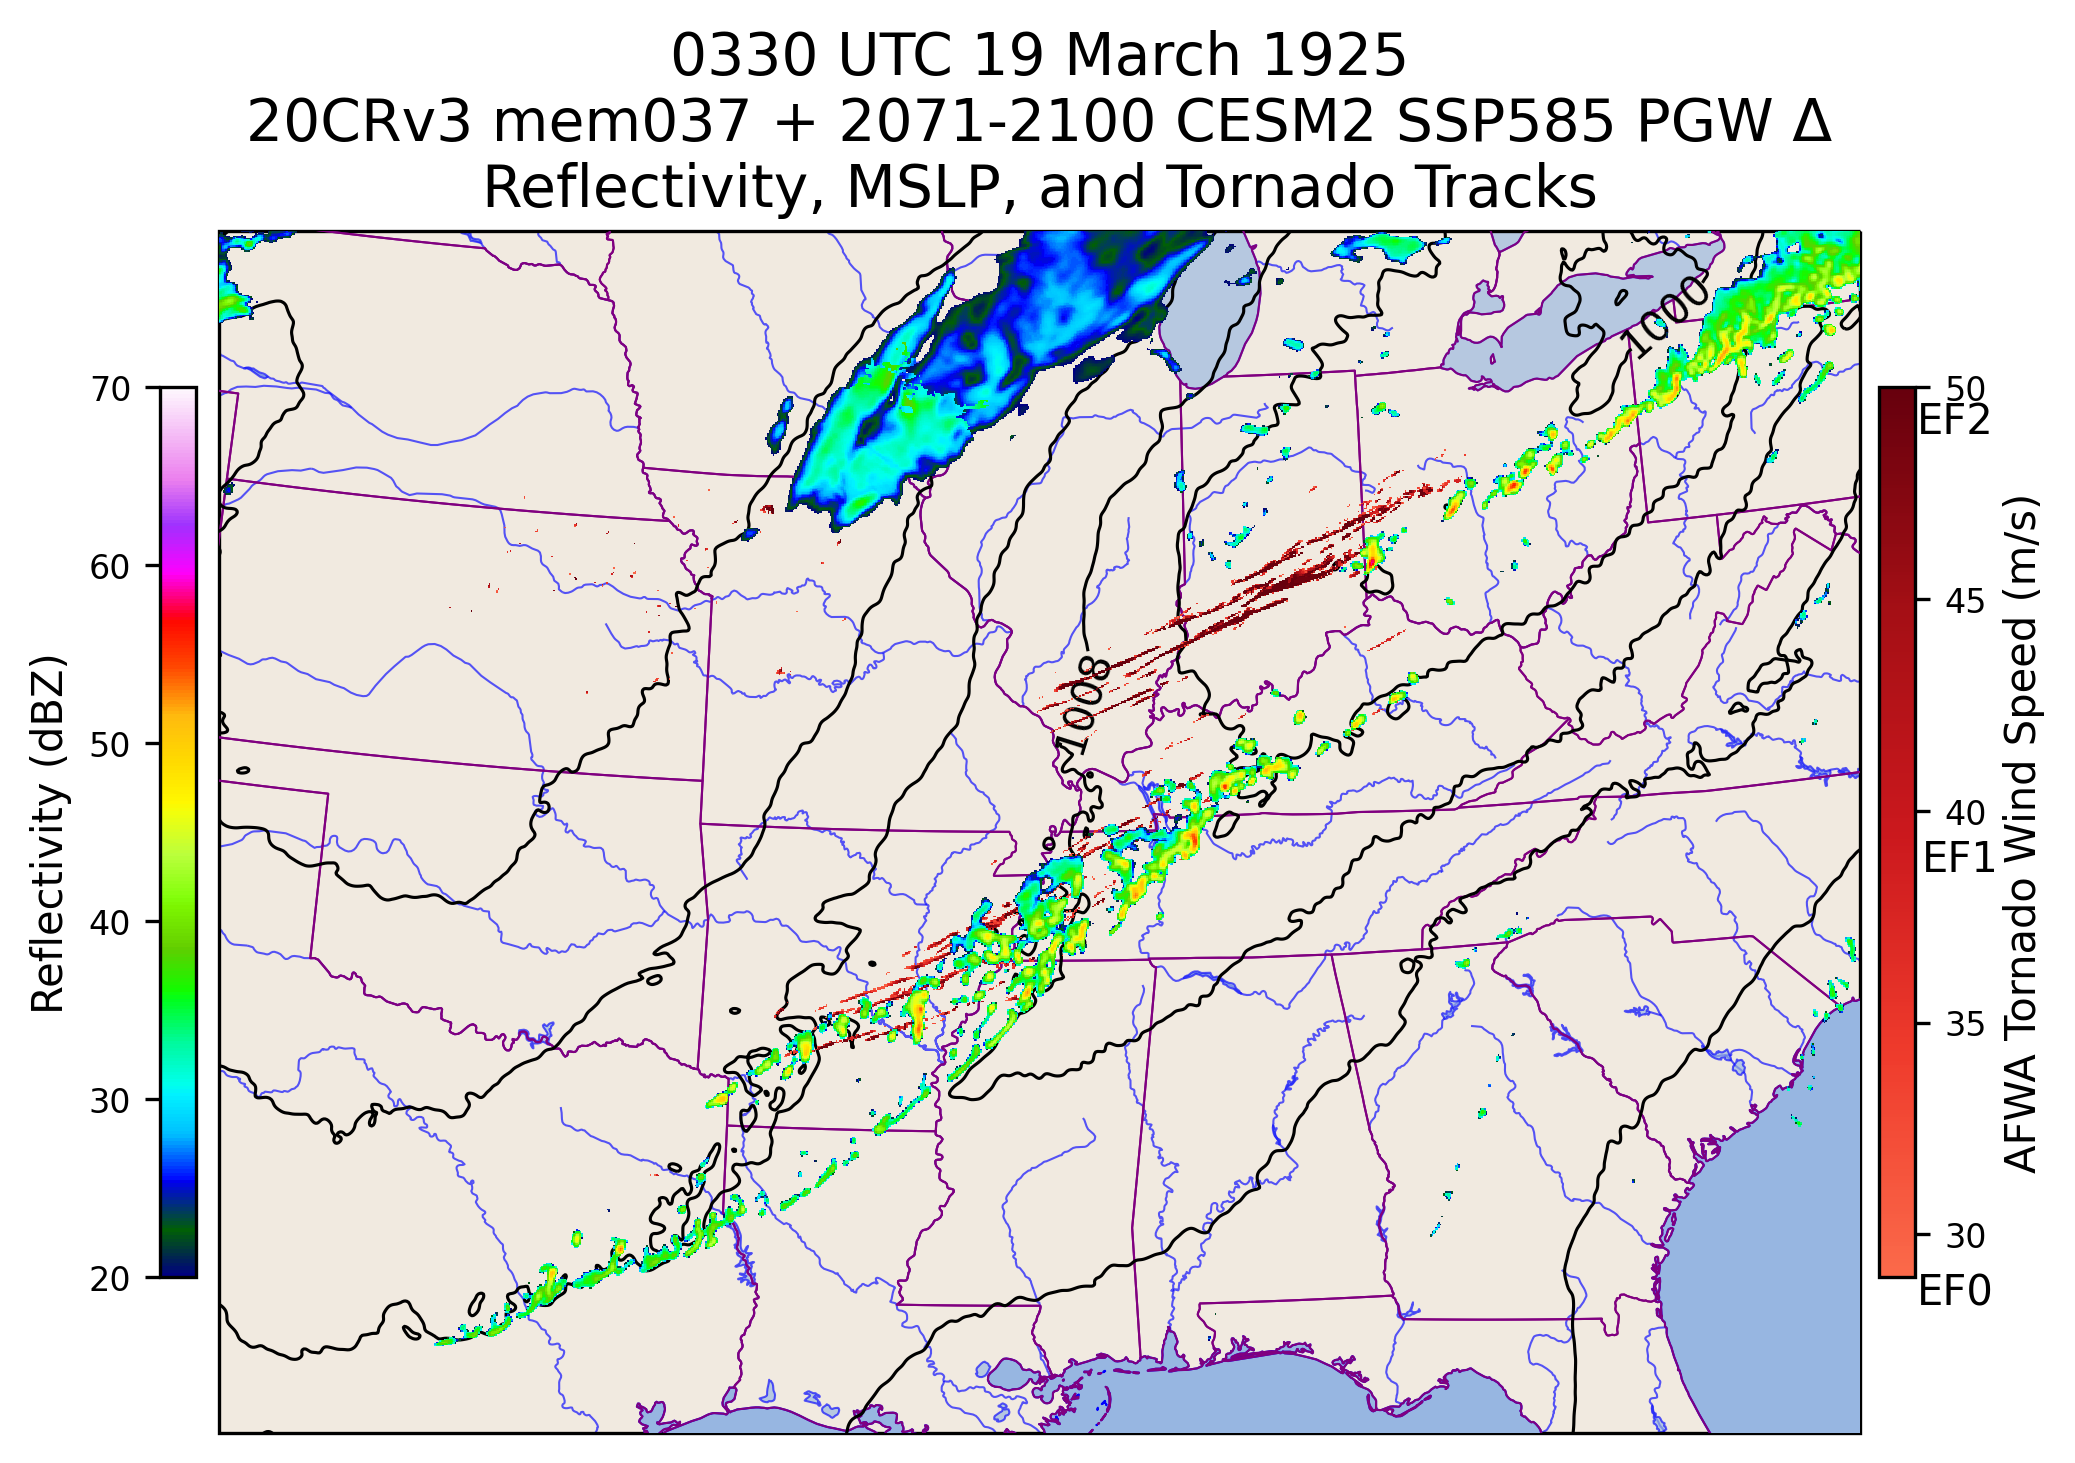 0330 UTC 19 March 1925
20CRv3 mem037 + 2071-2100 CESM2 SSP585 PGW Δ
Reflectivity, MSLP, and Tornado Tracks
Reflectivity (dBZ)
70
60
50
40
30
20
1000
1008
50
EF2
45
40
EF1
35
30
EF0
AFWA Tornado Wind Speed (m/s)